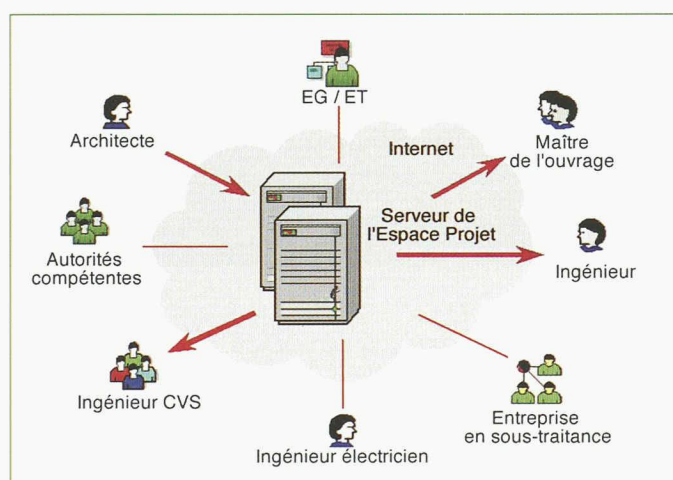 EG / ET
Architecte
Internet
Maître
de l'ouvrage
Serveur de
l'Espace Projet
Autorités
compétentes
Ingénieur
Ingénieur CVS
Ingénieur électricien
Entreprise
en sous-traitance